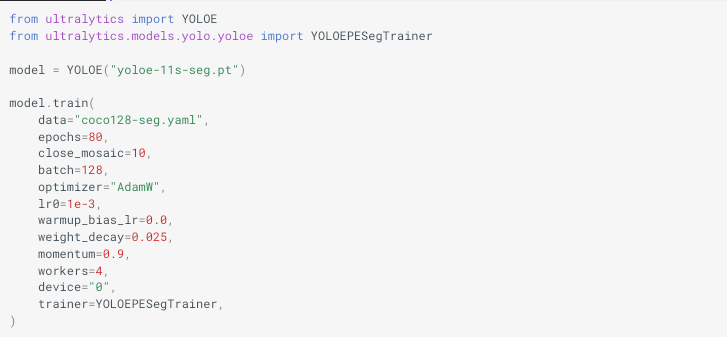 from ultralytics import YOLOE
from ultralytics.models.yolo.yoloe import YOLOEPESegTrainer

model = YOLOE("yoloe-11s-seg.pt")

model.train(
    data="coco128-seg.yaml",
    epochs=80,
    close_mosaic=10,
    batch=128,
    optimizer="AdamW",
    lr0=1e-3,
    warmup_bias_lr=0.0,
    weight_decay=0.025,
    momentum=0.9,
    workers=4,
    device="0",
    trainer=YOLOEPESegTrainer,
)